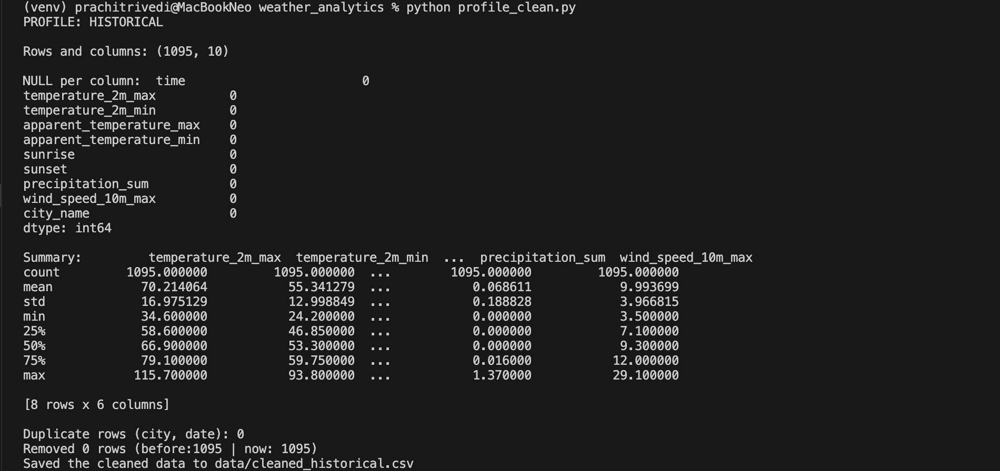 (venv) prachitrivedi@MacBookNeo weather_analytics % python profile_clean.py
PROFILE: HISTORICAL
Rows and columns: (1095, 10)
NULL per column:  time                        0
temperature_2m_max          0
temperature_2m_min          0
apparent_temperature_max    0
apparent_temperature_min    0
sunrise                     0
sunset                      0
precipitation_sum           0
wind_speed_10m_max          0
city_name                   0
dtype: int64
Summary:         temperature_2m_max  temperature_2m_min  ...  precipitation_sum  wind_speed_10m_max
count         1095.000000         1095.000000  ...        1095.000000         1095.000000
mean            70.214064           55.341279  ...           0.068611            9.993699
std             16.975129           12.998849  ...           0.188828            3.966815
min             34.600000           24.200000  ...           0.000000            3.500000
25%             58.600000           46.850000  ...           0.000000            7.100000
50%             66.900000           53.300000  ...           0.000000            9.300000
75%             79.100000           59.750000  ...           0.016000           12.000000
max            115.700000           93.800000  ...           1.370000           29.100000
[8 rows x 6 columns]
Duplicate rows (city, date): 0
Removed 0 rows (before:1095 | now: 1095)
Saved the cleaned data to data/cleaned_historical.csv